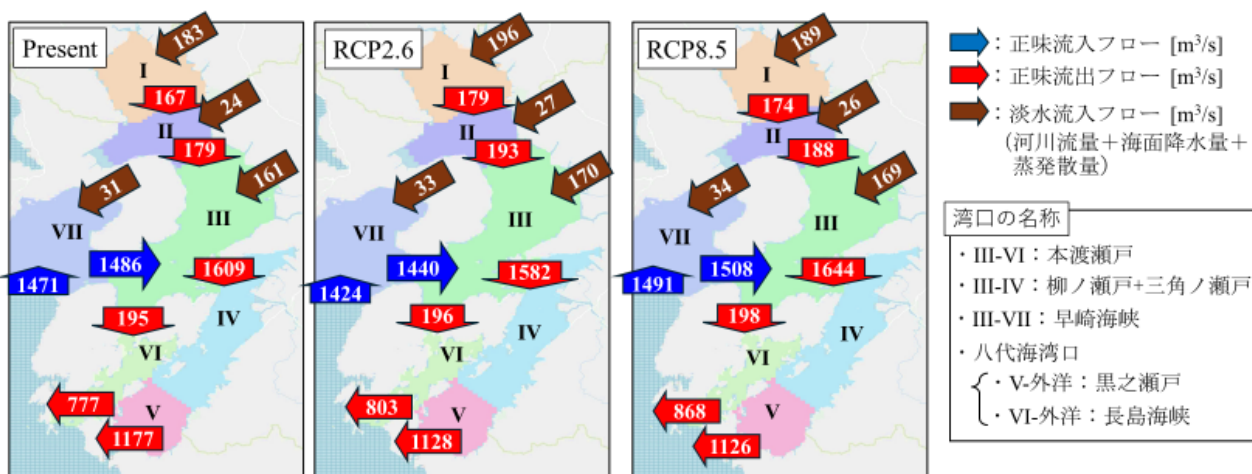 Present
183
I
167
24
II
179
31
161
III
VII
1486
1471
1609
195
IV
VI
777
V
1177
RCP2.6
196
I
179
27
II
193
33
170
III
VII
1440
1424
1582
196
IV
VI
803
V
1128
RCP8.5
189
I
174
26
II
188
34
169
III
VII
1508
1491
1644
198
IV
VI
868
V
1126
：正味流入フロー [m³/s]
：正味流出フロー [m³/s]
：淡水流入フロー [m³/s]
（河川流量＋海面降水量＋
蒸発散量）
湾口の名称
・III-VI：本渡瀬戸
・III-IV：柳ノ瀬戸+三角ノ瀬戸
・III-VII：早崎海峡
・八代海湾口
・V-外洋：黒之瀬戸
・VI-外洋：長島海峡